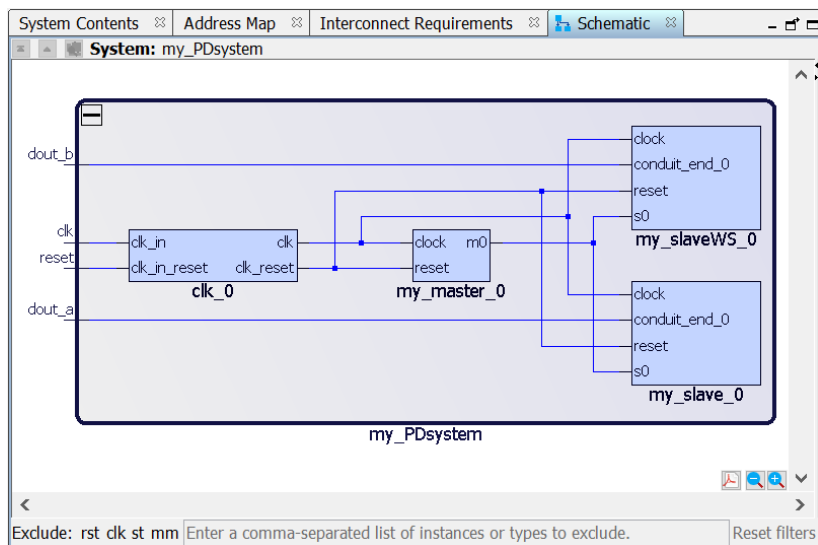 System Contents
Address Map
Interconnect Requirements
Schematic
System: my_PDsystem
dout_b
clk
reset
dout_a
clk_in
clk
clk_in_reset
clk_reset
clk_0
clock
m0
reset
my_master_0
clock
conduit_end_0
reset
s0
my_slaveWS_0
clock
conduit_end_0
reset
s0
my_slave_0
my_PDsystem
Exclude: rst clk st mm
Enter a comma-separated list of instances or types to exclude.
Reset filters